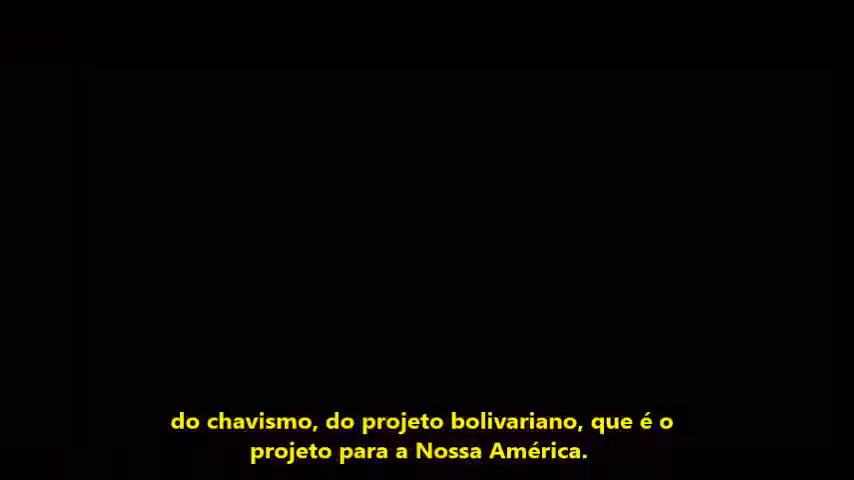 do chavismo, do projeto bolivariano, que é o
projeto para a Nossa América.